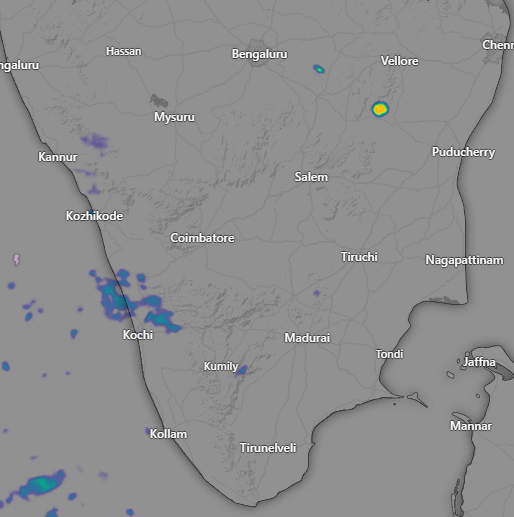 Hassan
Bengaluru
Chenn
ngaluru
Vellore
Mysuru
Kannur
Puducherry
Salem
Kozhikode
Coimbatore
Tiruchi
Nagapattinam
Kochi
Madurai
Tondi
Kumily
Jaffna
Mannar
Kollam
Tirunelveli